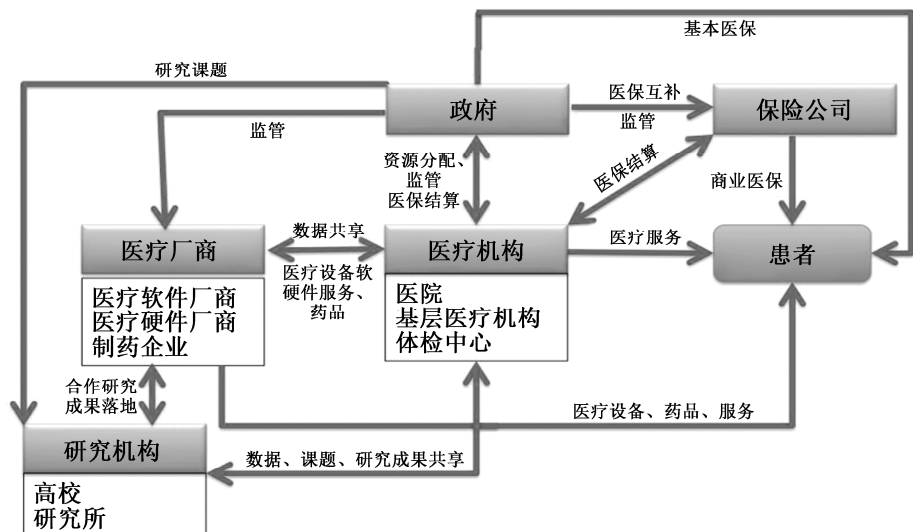 基本医保
研究课题
政府
医保互补
监管
保险公司
监管
资源分配、
监管
医保结算
医保结算
商业医保
医疗厂商
数据共享
医疗机构
医疗服务
患者
医疗设备软
硬件服务、
药品
医疗软件厂商
医疗硬件厂商
制药企业
医院
基层医疗机构
体检中心
合作研究
成果落地
医疗设备、药品、服务
研究机构
数据、课题、研究成果共享
高校
研究所